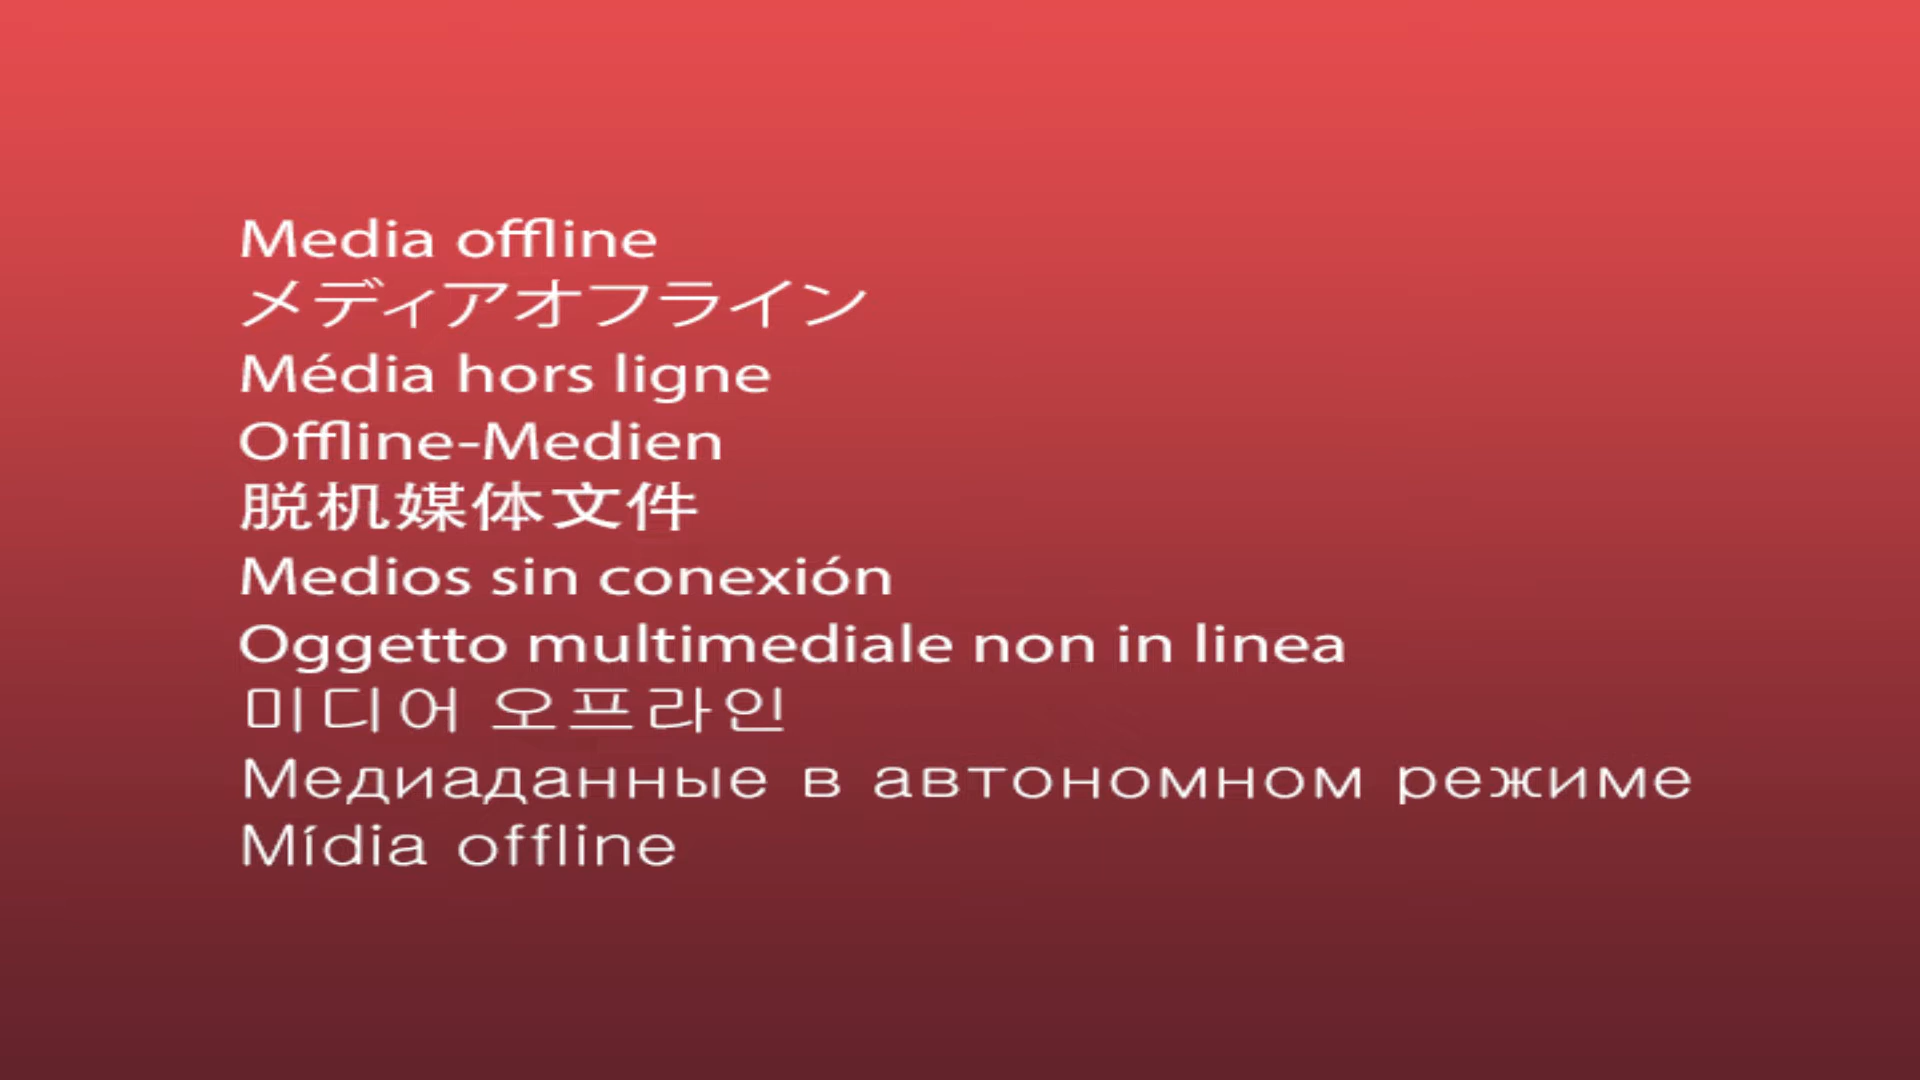 Media offline
メディアオフライン
Média hors ligne
Offline-Medien
脱机媒体文件
Medios sin conexión
Oggetto multimediale non in linea
미디어 오프라인
Медиаданные в автономном режиме
Mídia offline